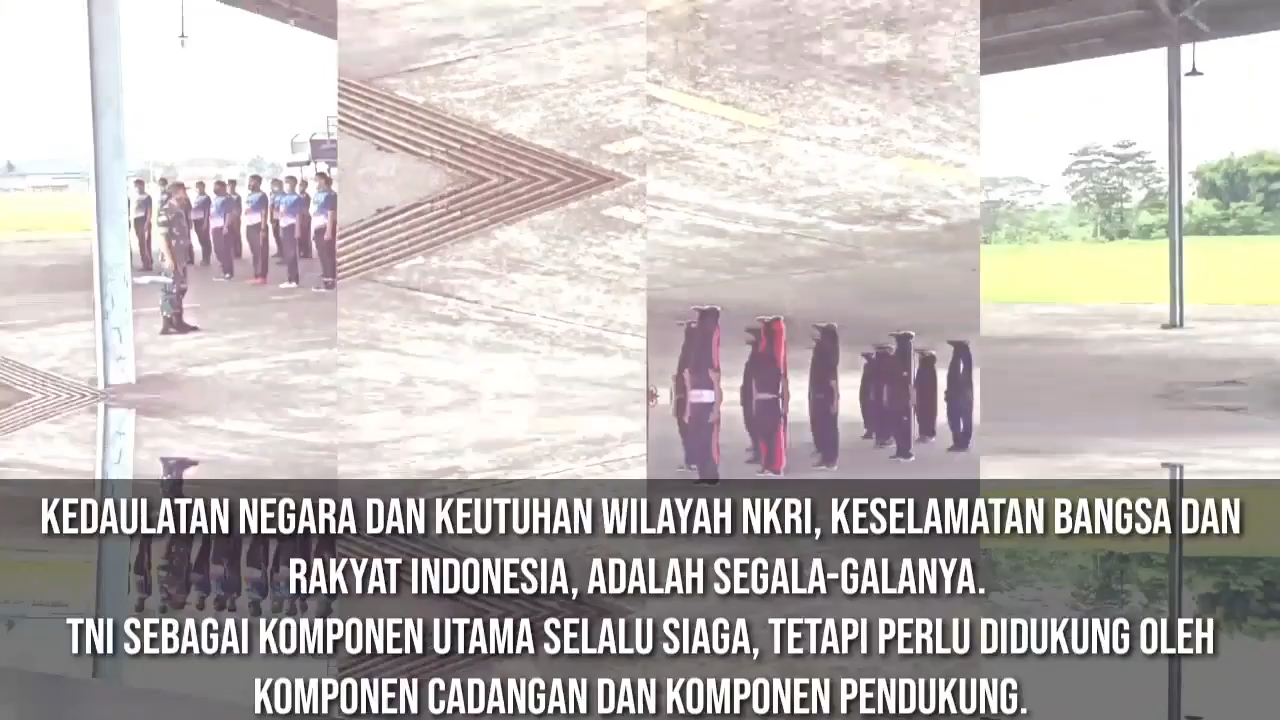 KEDAULATAN NEGARA DAN KEUTUHAN WILAYAH NKRI, KESELAMATAN BANGSA DAN
RAKYAT INDONESIA, ADALAH SEGALA-GALANYA.
TNI SEBAGAI KOMPONEN UTAMA SELALU SIAGA, TETAPI PERLU DIDUKUNG OLEH
KOMPONEN CADANGAN DAN KOMPONEN PENDUKUNG.